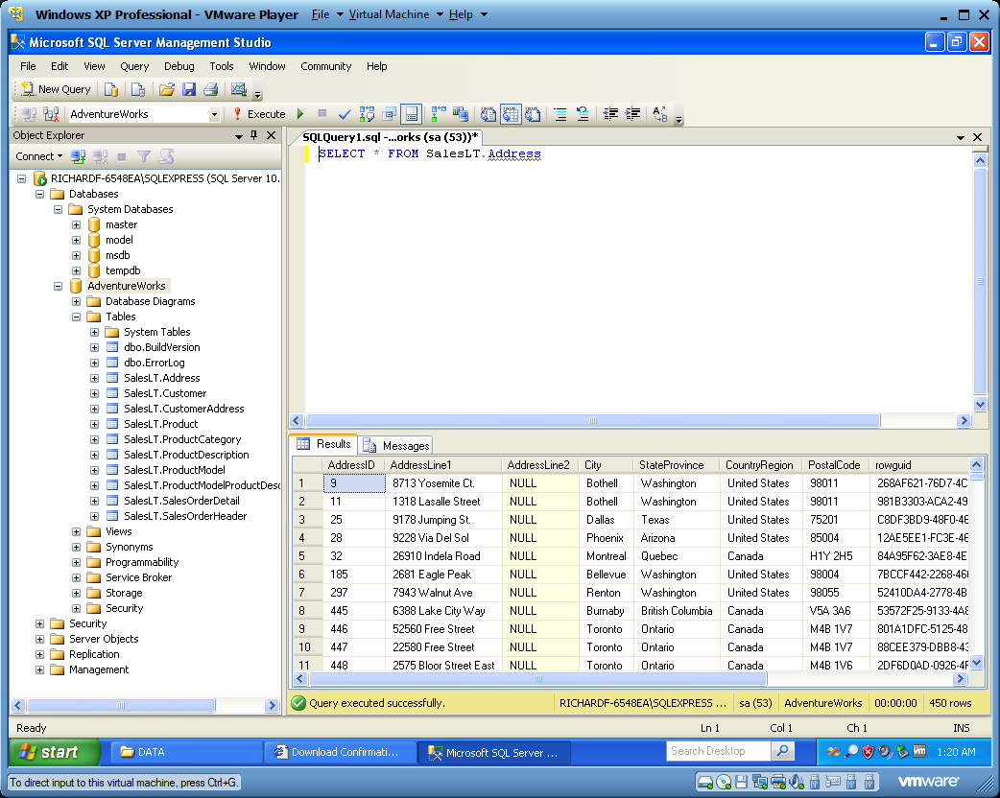 Windows XP Professional - VMware Player File Virtual Machine Help
Microsoft SQL Server Management Studio
File Edit View Query Debug Tools Window Community Help
New Query
AdventureWorks Execute
Object Explorer
Connect
RICHARDF-6548EA\SQLEXPRESS (SQL Server 10.
Databases
System Databases
master
model
msdb
tempdb
AdventureWorks
Database Diagrams
Tables
System Tables
dbo.BuildVersion
dbo.ErrorLog
SalesLT.Address
SalesLT.Customer
SalesLT.CustomerAddress
SalesLT.Product
SalesLT.ProductCategory
SalesLT.ProductDescription
SalesLT.ProductModel
SalesLT.ProductModelProductDesc
SalesLT.SalesOrderDetail
SalesLT.SalesOrderHeader
Views
Synonyms
Programmability
Service Broker
Storage
Security
Security
Server Objects
Replication
Management
SQLQuery1.sql -...orks (sa (53))*
SELECT * FROM SalesLT.Address
Results Messages
AddressID AddressLine1 AddressLine2 City StateProvince CountryRegion PostalCode rowguid
1 9 8713 Yosemite Ct. NULL Bothell Washington United States 98011 268AF621-76D7-4C
2 11 1318 Lasalle Street NULL Bothell Washington United States 98011 981B3303-ACA2-49
3 25 9178 Jumping St. NULL Dallas Texas United States 75201 C8DF3BD9-48F0-46
4 28 9228 Via Del Sol NULL Phoenix Arizona United States 85004 12AE5EE1-FC3E-46
5 32 26910 Indela Road NULL Montreal Quebec Canada H1Y 2H5 84A95F62-3AE8-4E
6 185 2681 Eagle Peak NULL Bellevue Washington United States 98004 7BCCF442-2268-46
7 297 7943 Walnut Ave NULL Renton Washington United States 98055 52410DA4-2778-4B
8 445 6388 Lake City Way NULL Burnaby British Columbia Canada V5A 3A6 53572F25-9133-4A8
9 446 52560 Free Street NULL Toronto Ontario Canada M4B 1V7 801A1DFC-5125-48
10 447 22580 Free Street NULL Toronto Ontario Canada M4B 1V7 88CEE379-DBB8-43
11 448 2575 Bloor Street East NULL Toronto Ontario Canada M4B 1V6 2DF6D0AD-0926-4F
Query executed successfully. RICHARDF-6548EA\SQLEXPRESS ... sa (53) AdventureWorks 00:00:00 450 rows
Ready Ln 1 Col 1 Ch 1 INS
start DATA Download Confirmati... Microsoft SQL Server ... Search Desktop 1:20 AM
To direct input to this virtual machine, press Ctrl+G. vmware